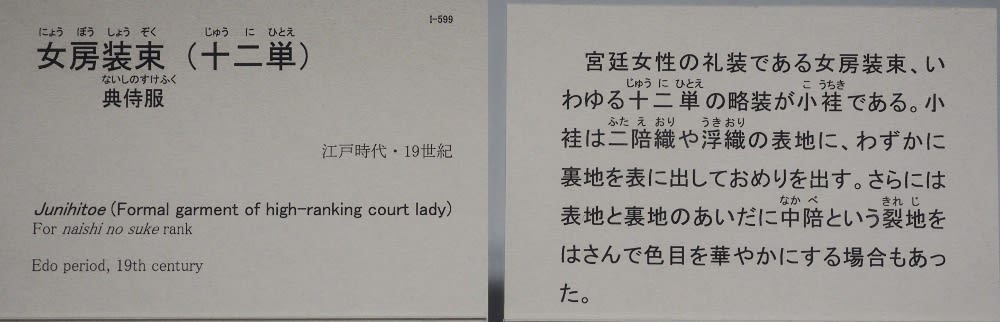 I-599
にょう ぼう しょう ぞく じゅう に ひとえ
女房装束（十二単）
ないしのすけふく
典侍服
江戸時代・19世紀
Junihitoe (Formal garment of high-ranking court lady)
For naishi no suke rank
Edo period, 19th century
宮廷女性の礼装である女房装束、い
じゅう に ひとえ こ うちき
わゆる十二単の略装が小袿である。小
ふた え おり うき おり
袿は二陪織や浮織の表地に、わずかに
裏地を表に出しておめりを出す。さらには
なか べ きれ じ
表地と裏地のあいだに中陪という裂地を
はさんで色目を華やかにする場合もあっ
た。